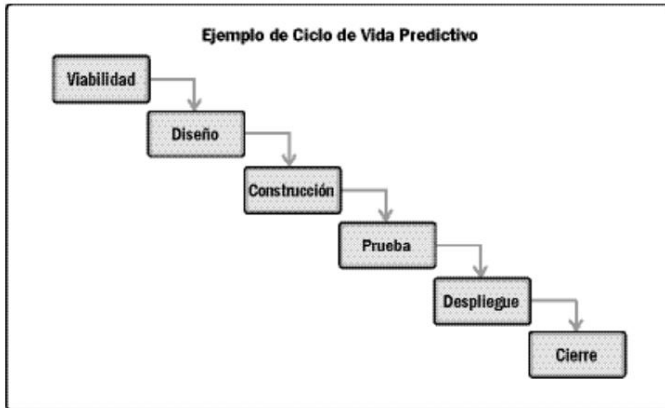 Ejemplo de Ciclo de Vida Predictivo
Viabilidad
Diseño
Construcción
Prueba
Despliegue
Cierre